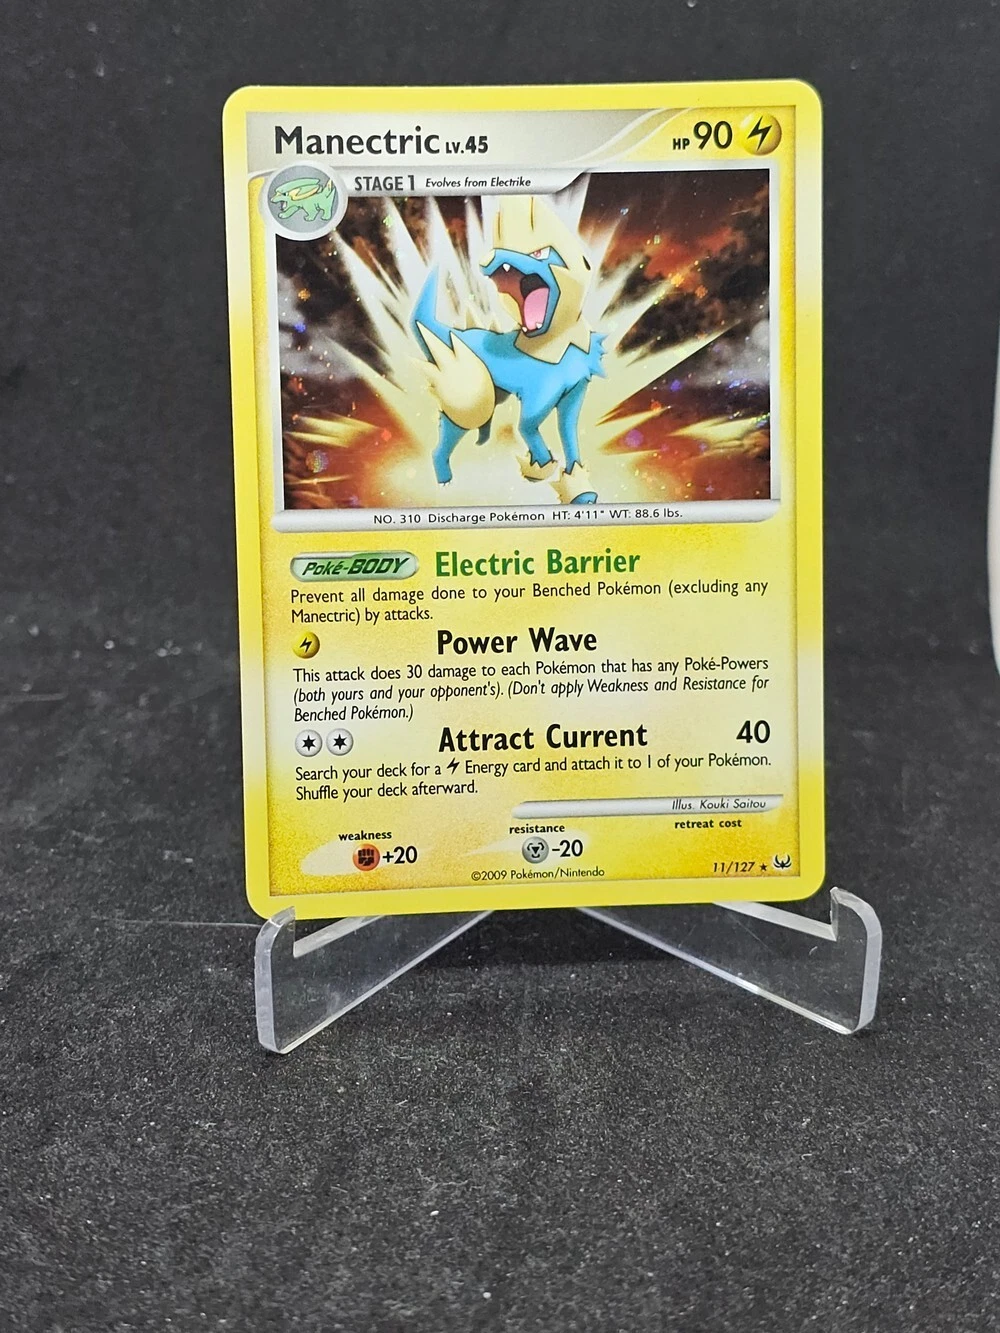 Manectric LV.45
HP 90
STAGE 1 Evolves from Electrike
NO. 310 Discharge Pokémon HT: 4'11" WT: 88.6 lbs.
Poké-BODY Electric Barrier
Prevent all damage done to your Benched Pokémon (excluding any
Manectric) by attacks.
Power Wave
This attack does 30 damage to each Pokémon that has any Poké-Powers
(both yours and your opponent's). (Don't apply Weakness and Resistance for
Benched Pokémon.)
Attract Current 40
Search your deck for a Energy card and attach it to 1 of your Pokémon.
Shuffle your deck afterward.
Illus. Kouki Saitou
weakness
+20
resistance
-20
retreat cost
©2009 Pokémon/Nintendo
11/127 ★